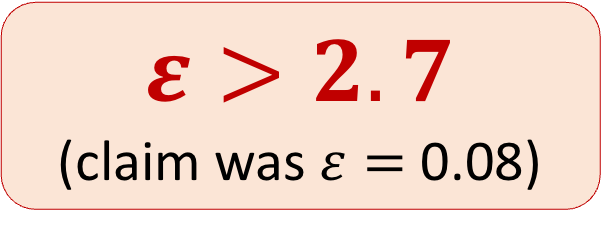 ε > 2.7
(claim was ε = 0.08)